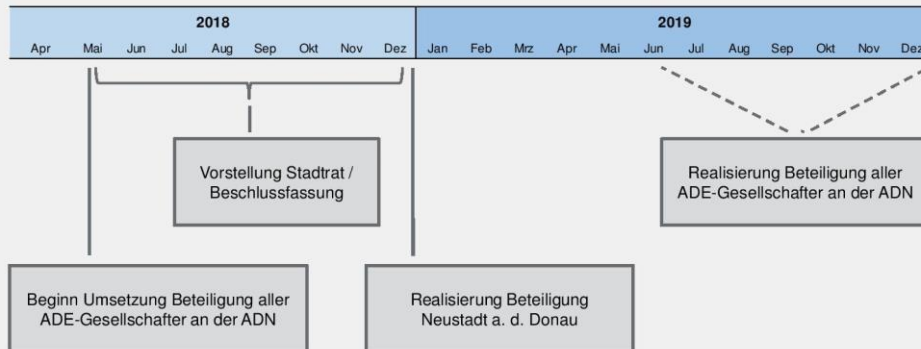 2018 2019
Apr Mai Jun Jul Aug Sep Okt Nov Dez Jan Feb Mrz Apr Mai Jun Jul Aug Sep Okt Nov Dez
Vorstellung Stadtrat /
Beschlussfassung
Realisierung Beteiligung aller
ADE-Gesellschafter an der ADN
Beginn Umsetzung Beteiligung aller
ADE-Gesellschafter an der ADN
Realisierung Beteiligung
Neustadt a. d. Donau